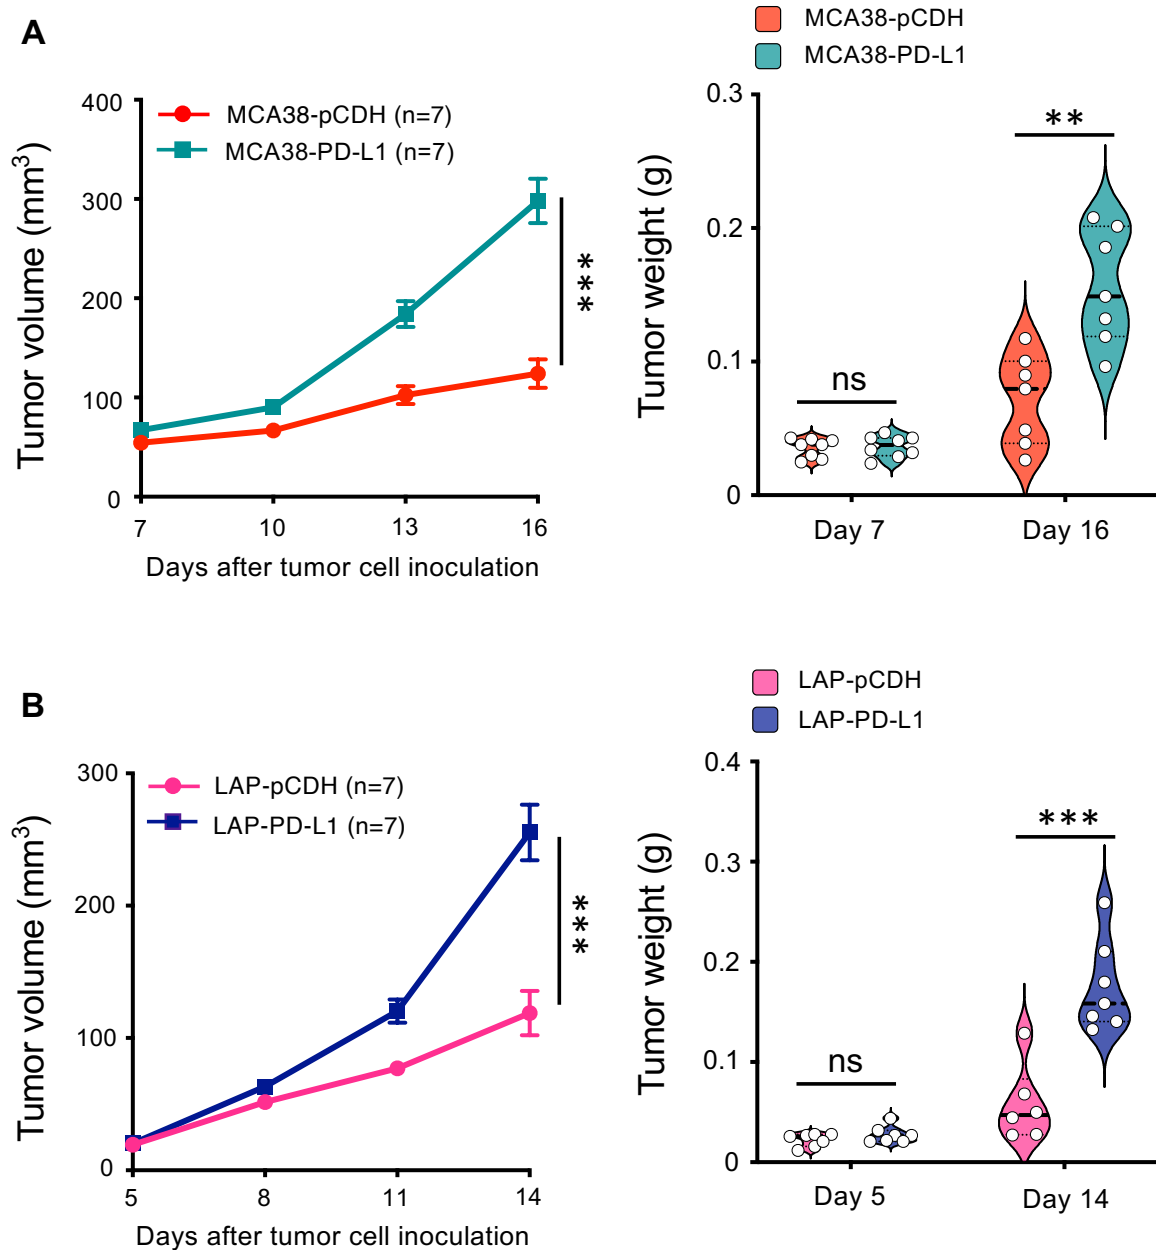 A
MCA38-pCDH
MCA38-PD-L1
MCA38-pCDH (n=7)
MCA38-PD-L1 (n=7)
Tumor volume (mm³)
400
300
200
100
0
7 10 13 16
Days after tumor cell inoculation
***
Tumor weight (g)
0.3
0.2
0.1
0
ns
**
Day 7 Day 16
B
LAP-pCDH
LAP-PD-L1
LAP-pCDH (n=7)
LAP-PD-L1 (n=7)
Tumor volume (mm³)
300
200
100
0
5 8 11 14
Days after tumor cell inoculation
***
Tumor weight (g)
0.4
0.3
0.2
0.1
0
ns
***
Day 5 Day 14